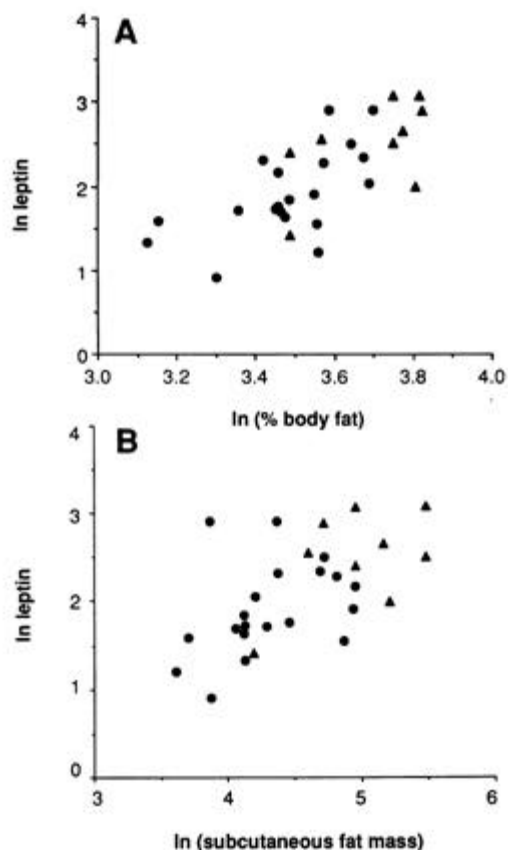 A
4
3
2
1
0
ln leptin
3.0 3.2 3.4 3.6 3.8 4.0
ln (% body fat)
B
4
3
2
1
0
ln leptin
3 4 5 6
ln (subcutaneous fat mass)